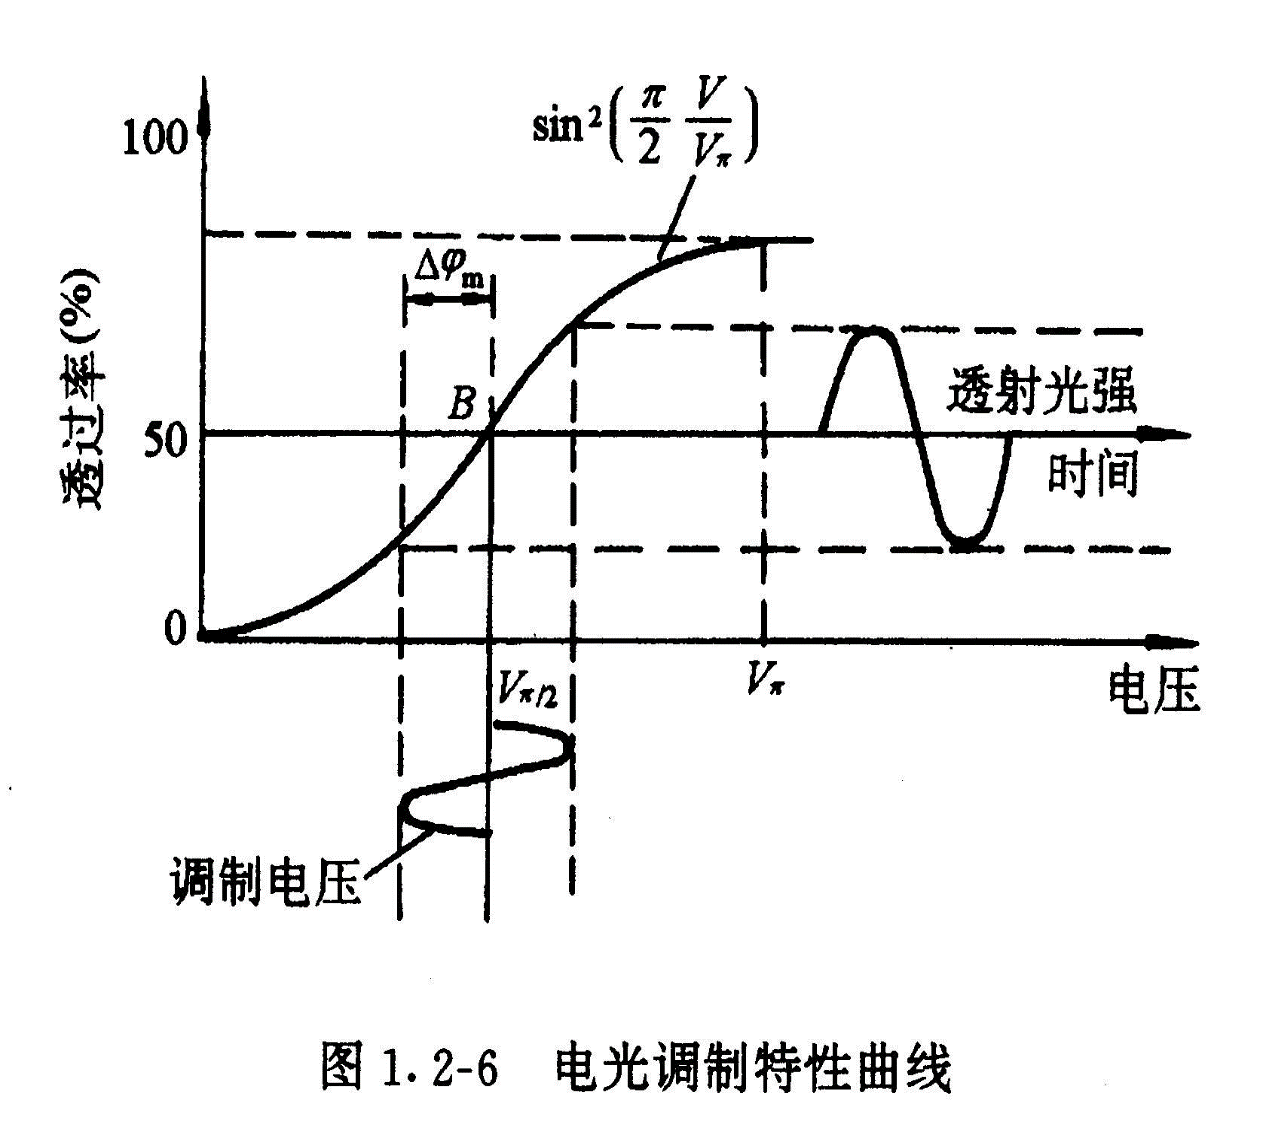 sin²(π/2 V/Vπ)
100
Δφm
透过率(%)
B
透射光强
50
时间
0
Vπ/2
Vπ
电压
调制电压
图 1.2-6 电光调制特性曲线